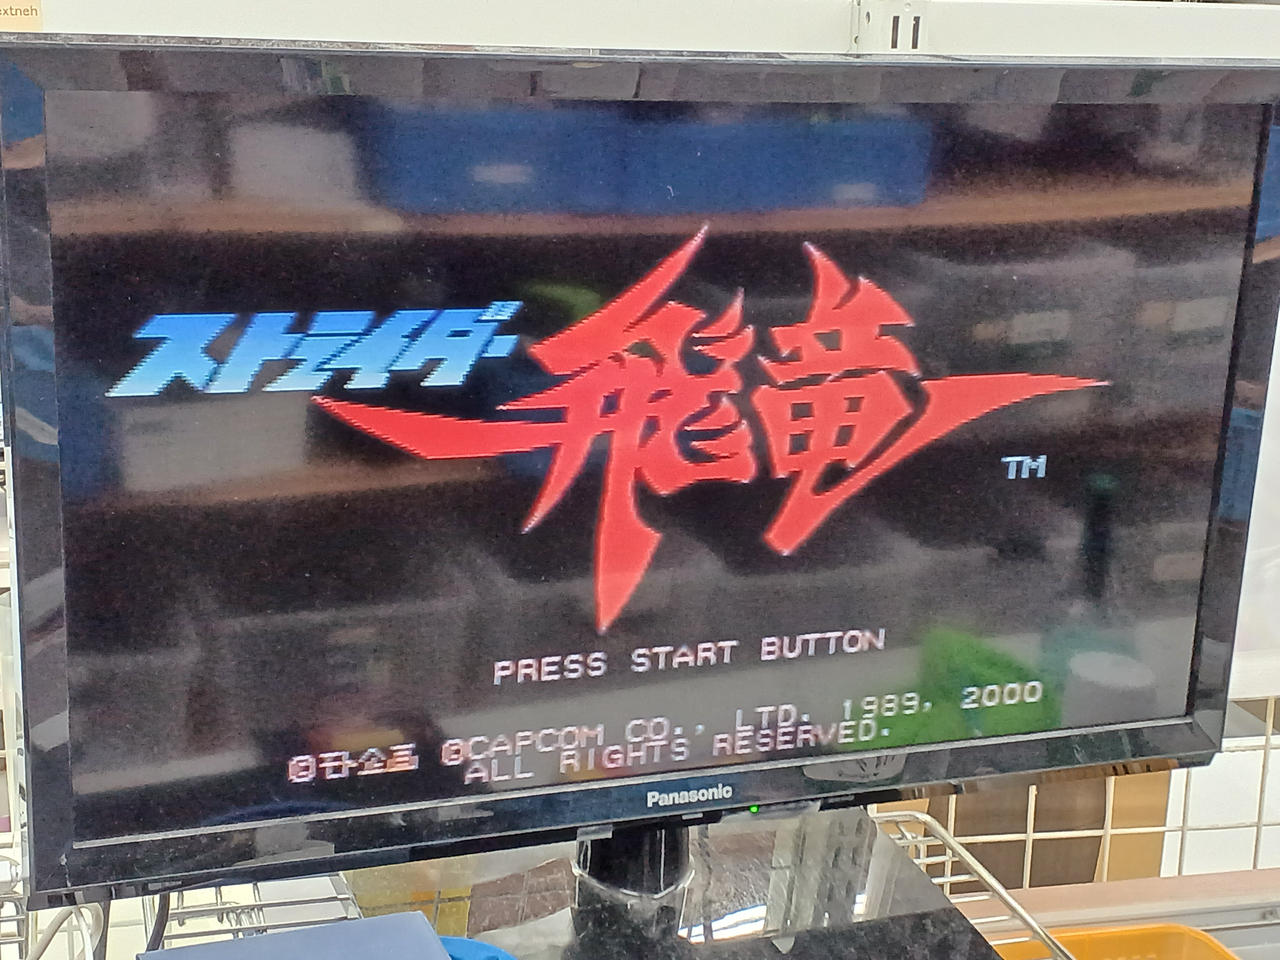 extneh
ストライダー飛竜
TM
PRESS START BUTTON
©CAPCOM CO., LTD. 1989, 2000
ALL RIGHTS RESERVED.
Panasonic